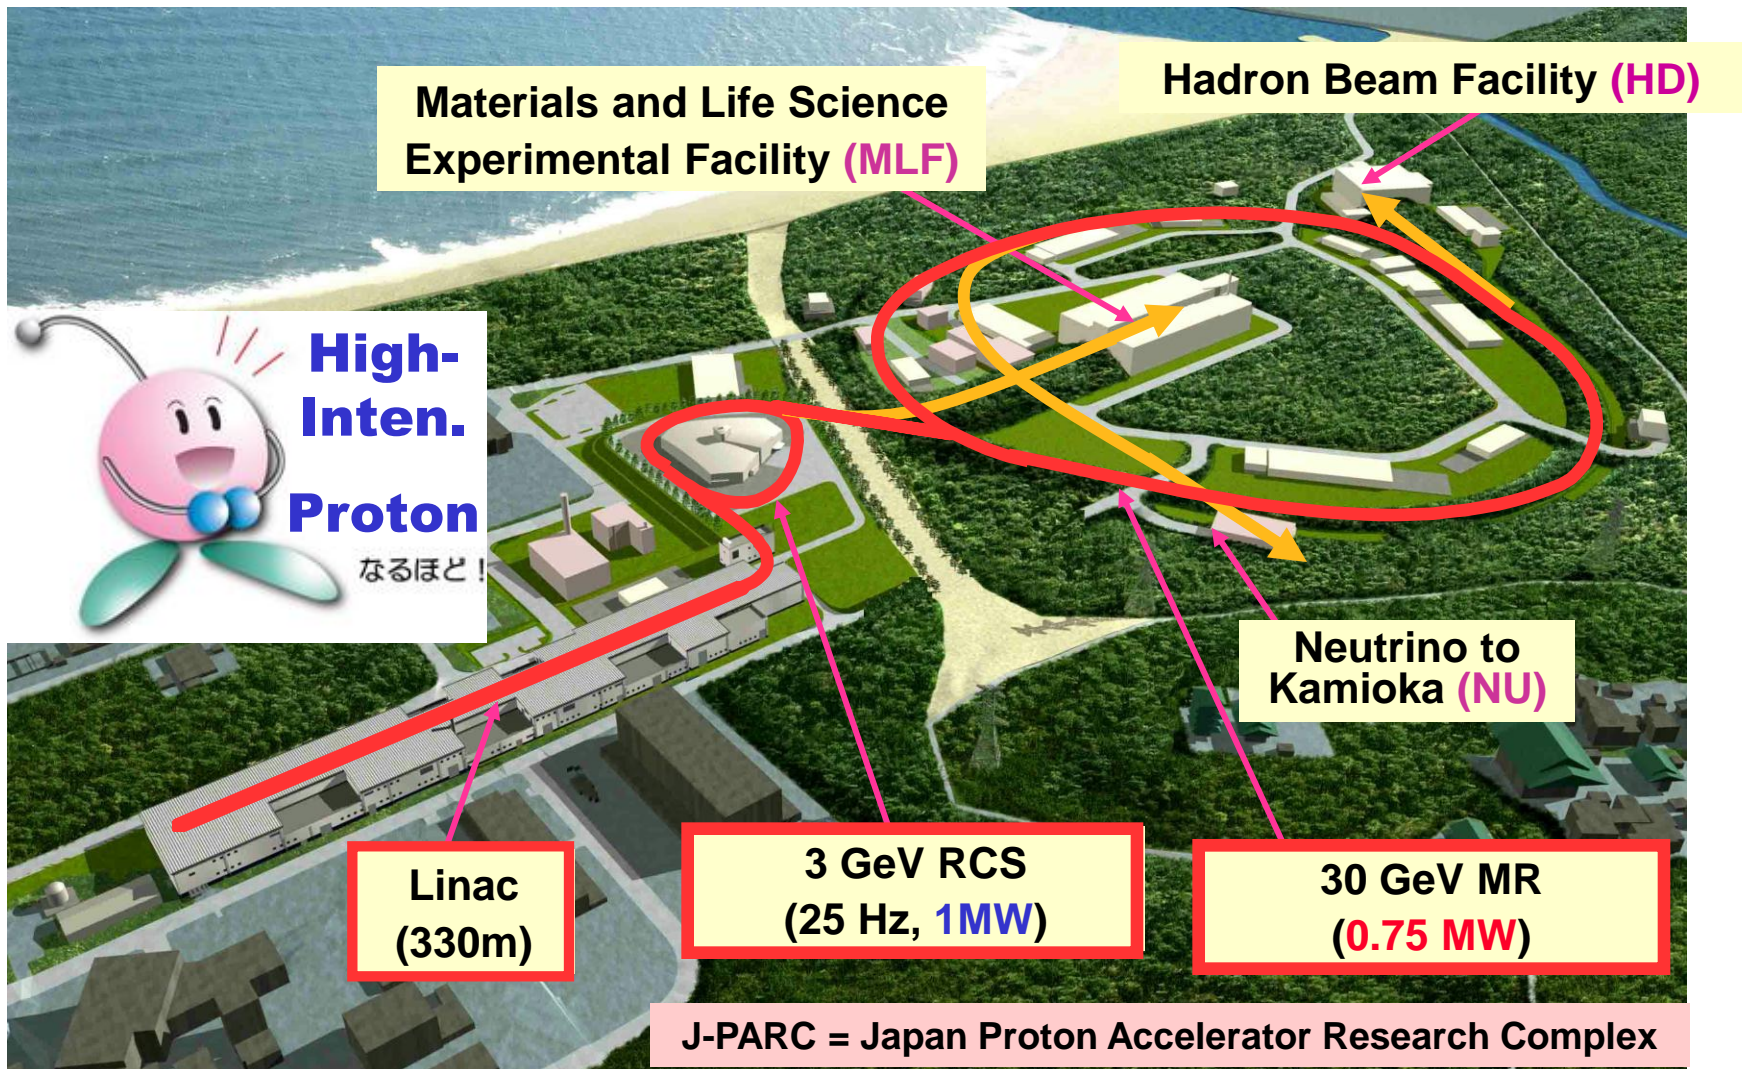 Hadron Beam Facility (HD)
Materials and Life Science
Experimental Facility (MLF)
High-
Inten.
Proton
なるほど！
Neutrino to
Kamioka (NU)
Linac
(330m)
3 GeV RCS
(25 Hz, 1MW)
30 GeV MR
(0.75 MW)
J-PARC = Japan Proton Accelerator Research Complex